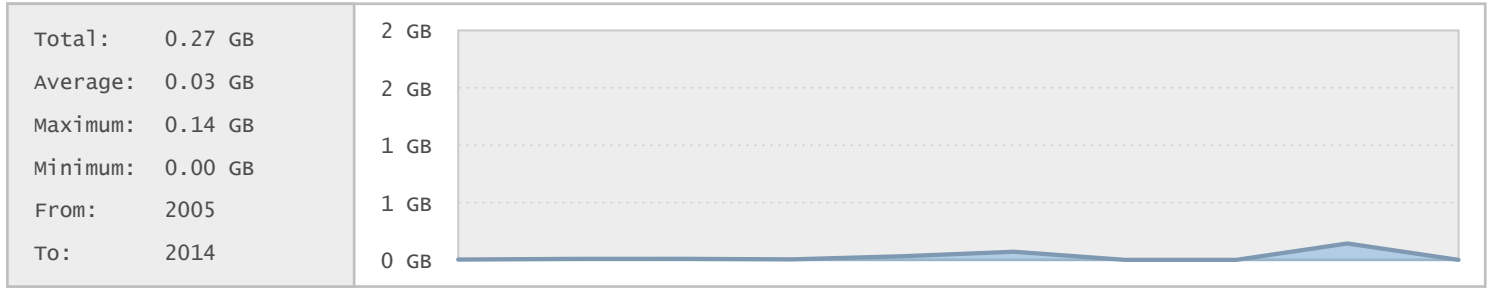 Total: 0.27 GB
Average: 0.03 GB
Maximum: 0.14 GB
Minimum: 0.00 GB
From: 2005
To: 2014
2 GB
2 GB
1 GB
1 GB
0 GB